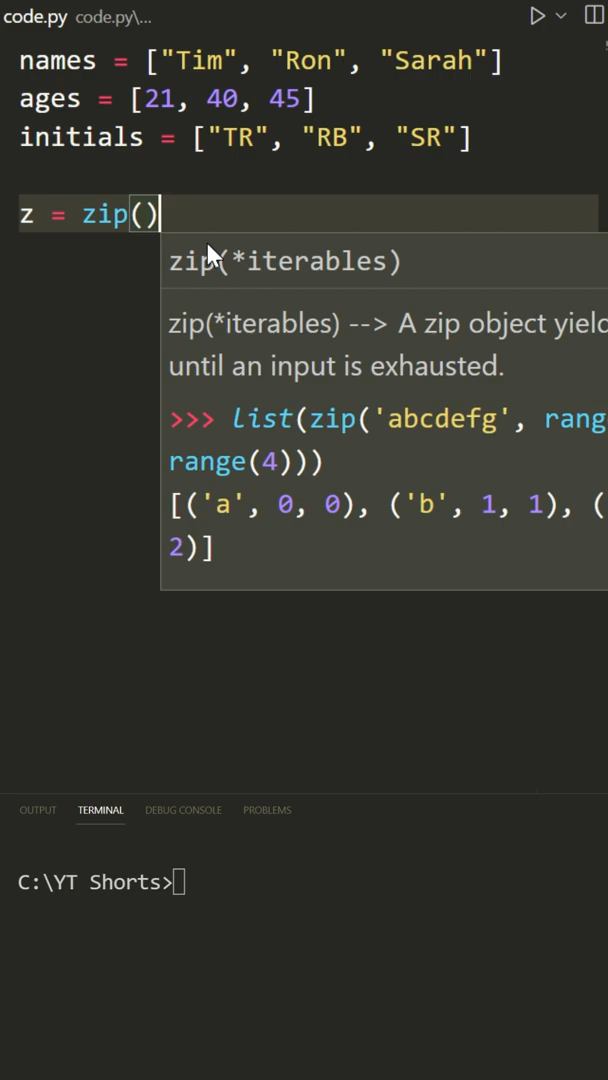 code.py code.py\...
names = ["Tim", "Ron", "Sarah"]
ages = [21, 40, 45]
initials = ["TR", "RB", "SR"]
z = zip()
zip(*iterables)
zip(*iterables) --> A zip object yield
until an input is exhausted.
>>> list(zip('abcdefg', rang
range(4)))
[('a', 0, 0), ('b', 1, 1), (
2)]
OUTPUT TERMINAL DEBUG CONSOLE PROBLEMS
C:\YT Shorts>